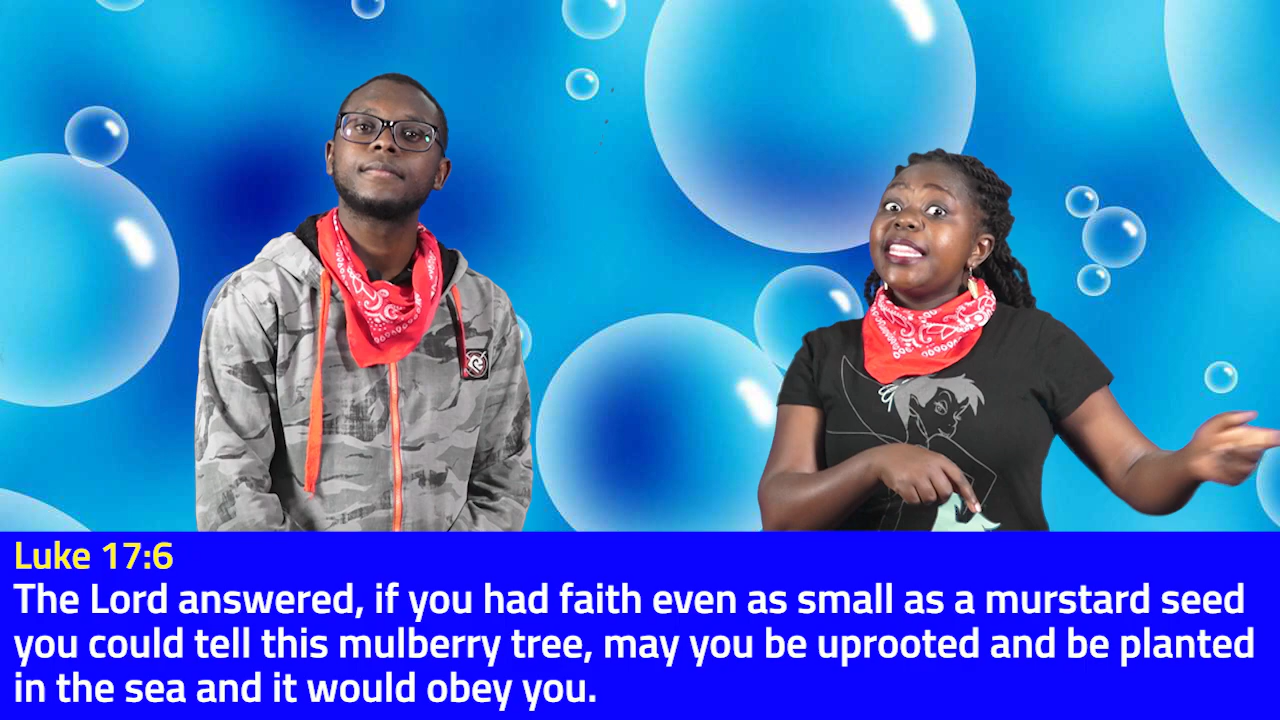 Luke 17:6
The Lord answered, if you had faith even as small as a murstard seed
you could tell this mulberry tree, may you be uprooted and be planted
in the sea and it would obey you.